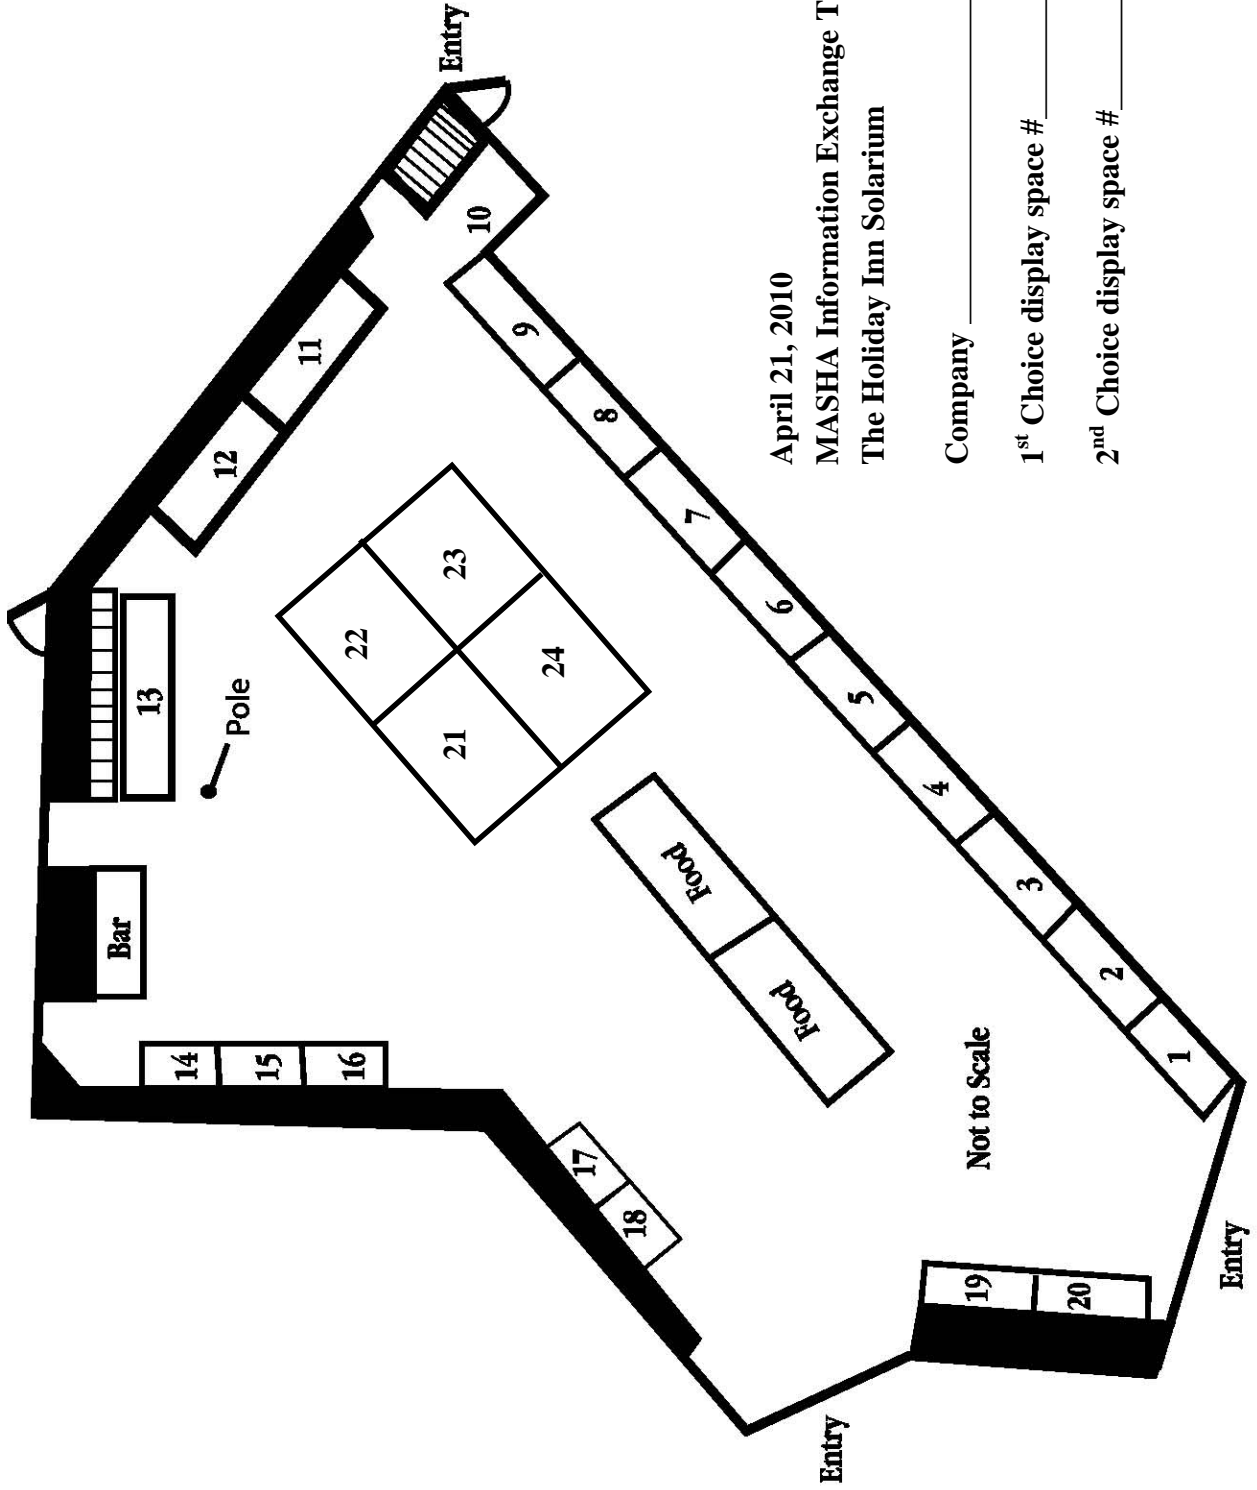 April 21, 2010
MASHA Information Exchange T
The Holiday Inn Solarium
Company
1st Choice display space #
2nd Choice display space #
Entry
10
9
8
7
6
5
4
3
2
1
11
12
13
Pole
Bar
22
23
21
24
Food
Food
14
15
16
17
18
19
20
Not to Scale
Entry
Entry